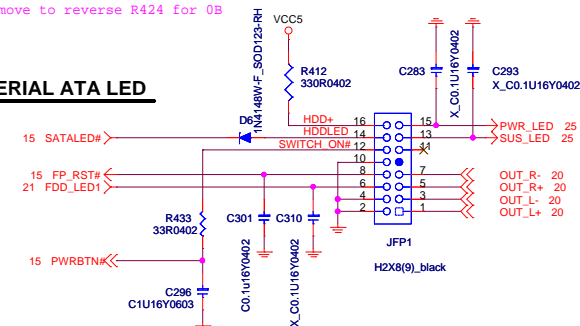 move to reverse R424 for 0B
VCC5
ERIAL ATA LED
1N4148W-F_SOD123-RH
D6
R412
330R0402
C283
X_C0.1U16Y0402
C293
X_C0.1U16Y0402
15 SATALED#
HDD+ 16
HDDLED 14
SWITCH_ON# 12
10
15 FP_RST# 8
21 FDD_LED1 6
4
2
15 PWR_LED 25
13 SUS_LED 25
11
7 OUT_R- 20
5 OUT_R+ 20
3 OUT_L- 20
1 OUT_L+ 20
JFP1
H2X8(9)_black
R433
33R0402
C301
C0.1u16Y0402
C310
X_C0.1U16Y0402
15 PWRBTN#
C296
C1U16Y0603